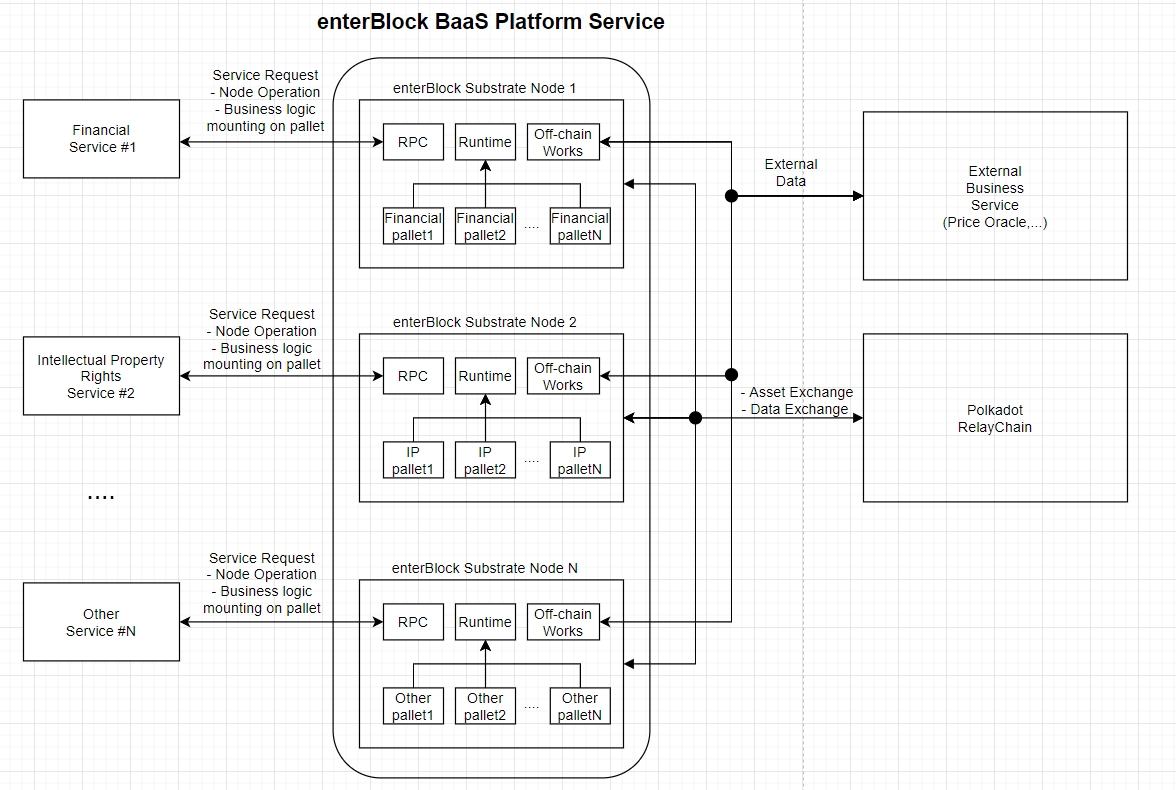 enterBlock BaaS Platform Service
Service Request
- Node Operation
- Business logic
mounting on pallet
Financial
Service #1
enterBlock Substrate Node 1
RPC
Runtime
Off-chain
Works
Financial
pallet1
Financial
pallet2
....
Financial
palletN
External
Data
External
Business
Service
(Price Oracle,...)
Service Request
- Node Operation
- Business logic
mounting on pallet
Intellectual Property
Rights
Service #2
enterBlock Substrate Node 2
RPC
Runtime
Off-chain
Works
IP
pallet1
IP
pallet2
....
IP
palletN
- Asset Exchange
- Data Exchange
Polkadot
RelayChain
....
Service Request
- Node Operation
- Business logic
mounting on pallet
Other
Service #N
enterBlock Substrate Node N
RPC
Runtime
Off-chain
Works
Other
pallet1
Other
pallet2
....
Other
palletN